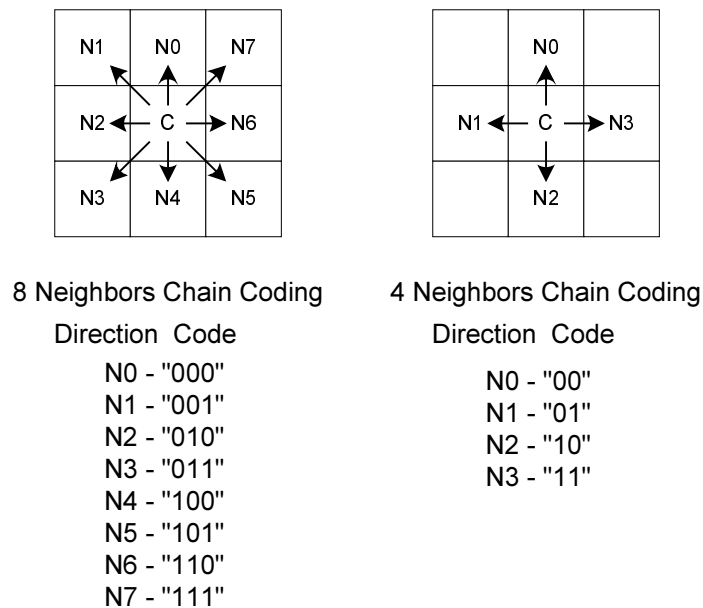 N1 N0 N7
N2 C N6
N3 N4 N5
8 Neighbors Chain Coding
Direction Code
N0 - "000"
N1 - "001"
N2 - "010"
N3 - "011"
N4 - "100"
N5 - "101"
N6 - "110"
N7 - "111"
N0
N1 C N3
N2
4 Neighbors Chain Coding
Direction Code
N0 - "00"
N1 - "01"
N2 - "10"
N3 - "11"